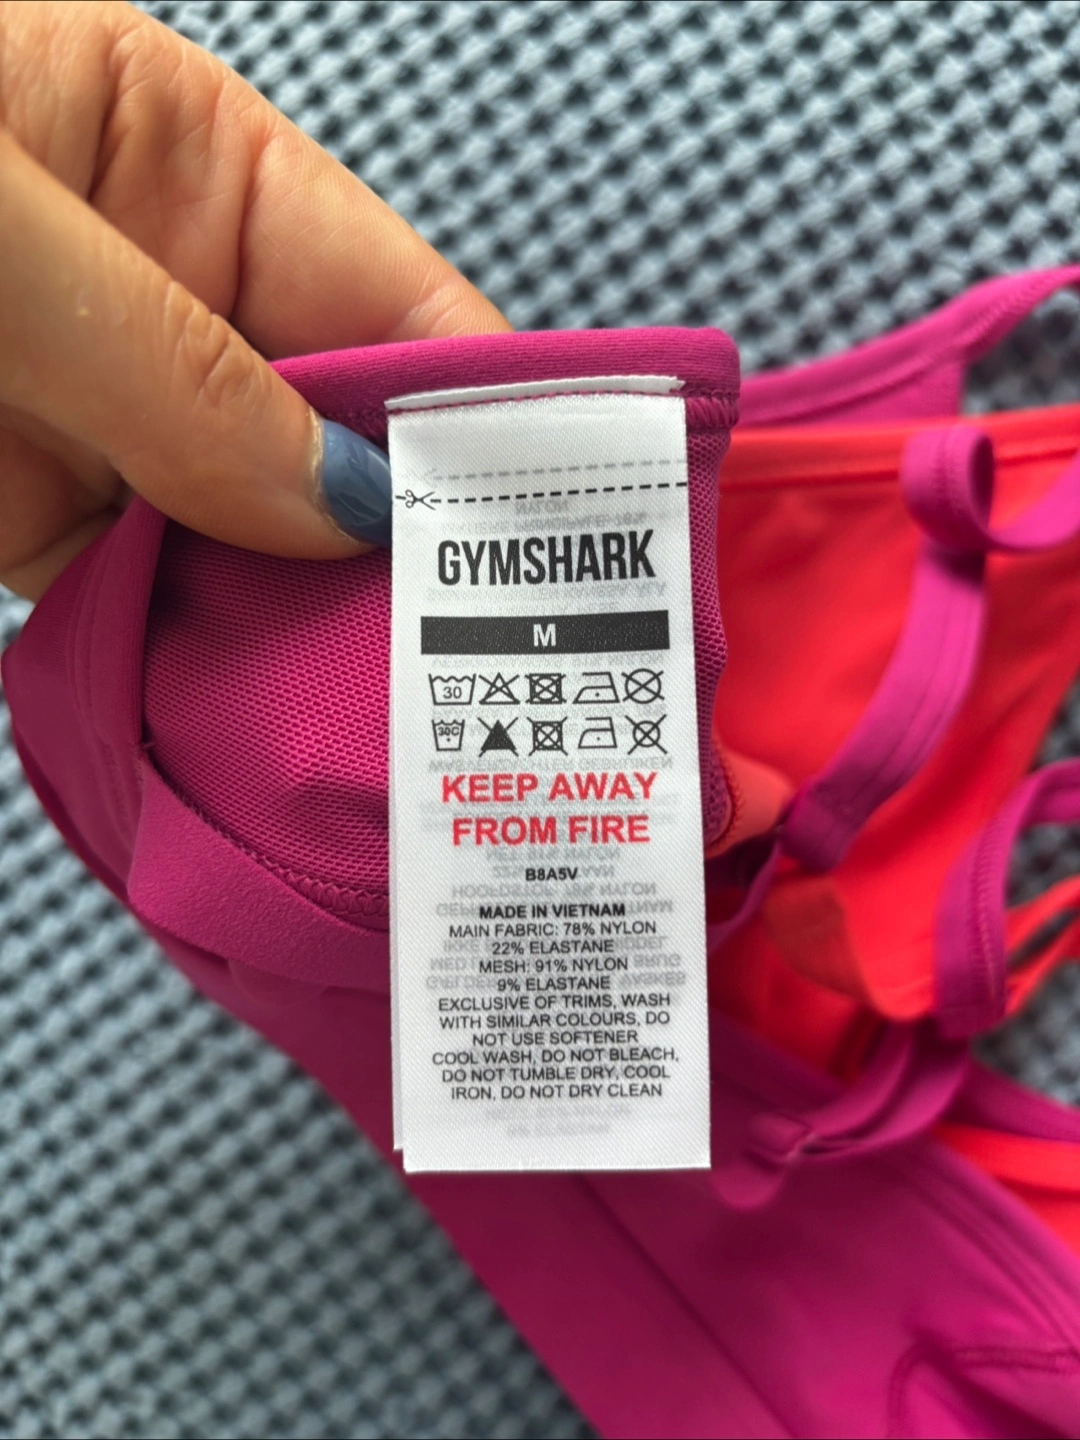 GYMSHARK
M
30
30C
KEEP AWAY
FROM FIRE
B8A5V
MADE IN VIETNAM
MAIN FABRIC: 78% NYLON
22% ELASTANE
MESH: 91% NYLON
9% ELASTANE
EXCLUSIVE OF TRIMS, WASH
WITH SIMILAR COLOURS, DO
NOT USE SOFTENER
COOL WASH, DO NOT BLEACH,
DO NOT TUMBLE DRY, COOL
IRON, DO NOT DRY CLEAN